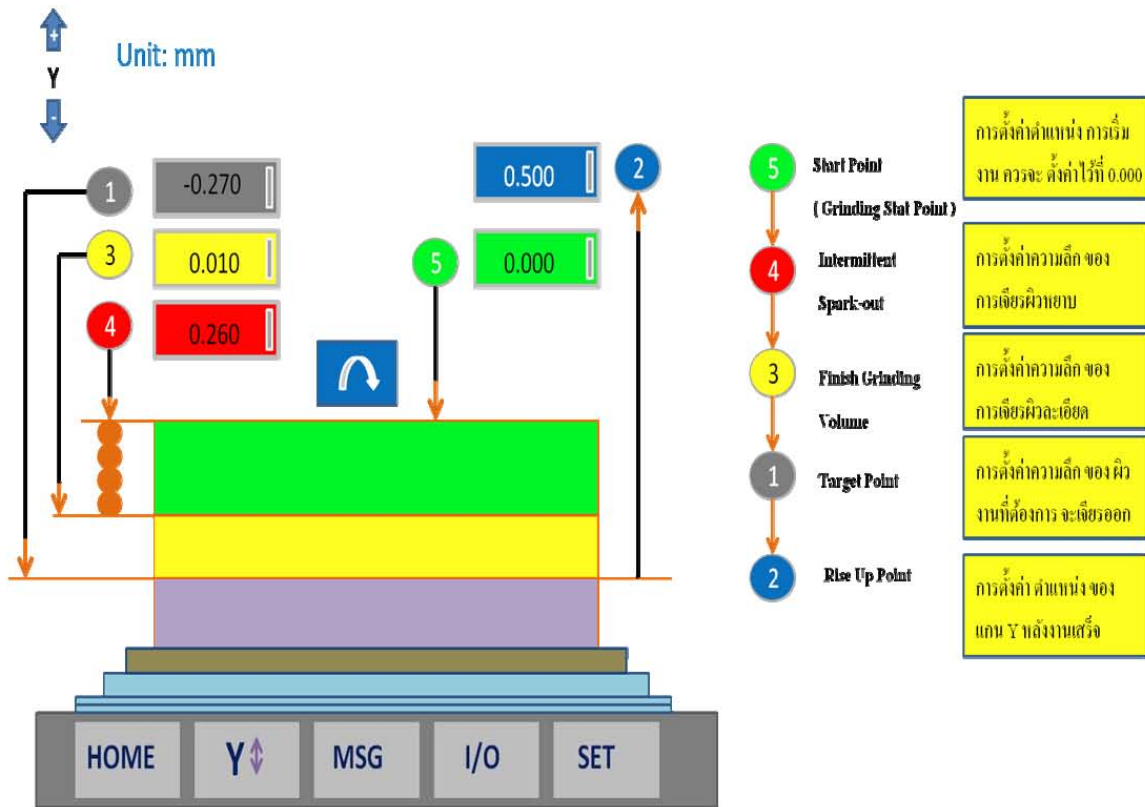 +
Y
-
Unit: mm
1
-0.270
0.500
2
3
0.010
5
0.000
4
0.260
HOME
Y
MSG
I/O
SET
5
Start Point
( Grinding Stat Point )
การตั้งค่าตำแหน่ง การเริ่ม
งาน ควรจะ ตั้งค่าไว้ที่ 0.000
4
Intermittent
Spark-out
การตั้งค่าความลึก ของ
การเจียรผิวหยาบ
3
Finish Grinding
Volume
การตั้งค่าความลึก ของ
การเจียรผิวละเอียด
1
Target Point
การตั้งค่าความลึก ของ ผิว
งานที่ต้องการ จะเจียรออก
2
Rise Up Point
การตั้งค่า ตำแหน่ง ของ
แกน Y หลังงานเสร็จ